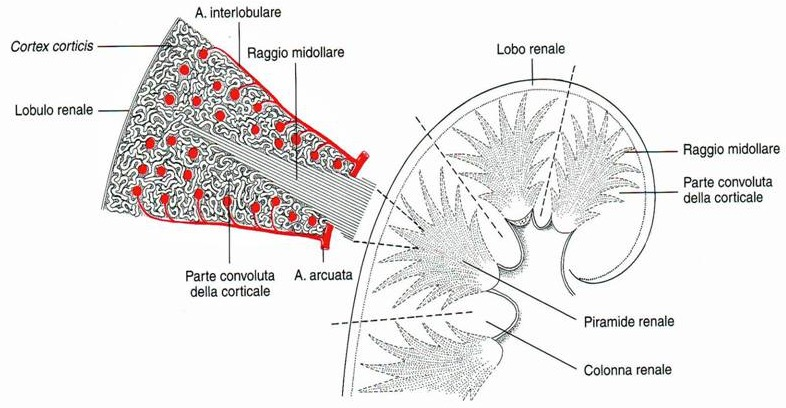 A. interlobulare
Cortex corticis
Raggio midollare
Lobo renale
Lobulo renale
Raggio midollare
Parte convoluta
della corticale
Parte convoluta
della corticale
A. arcuata
Piramide renale
Colonna renale